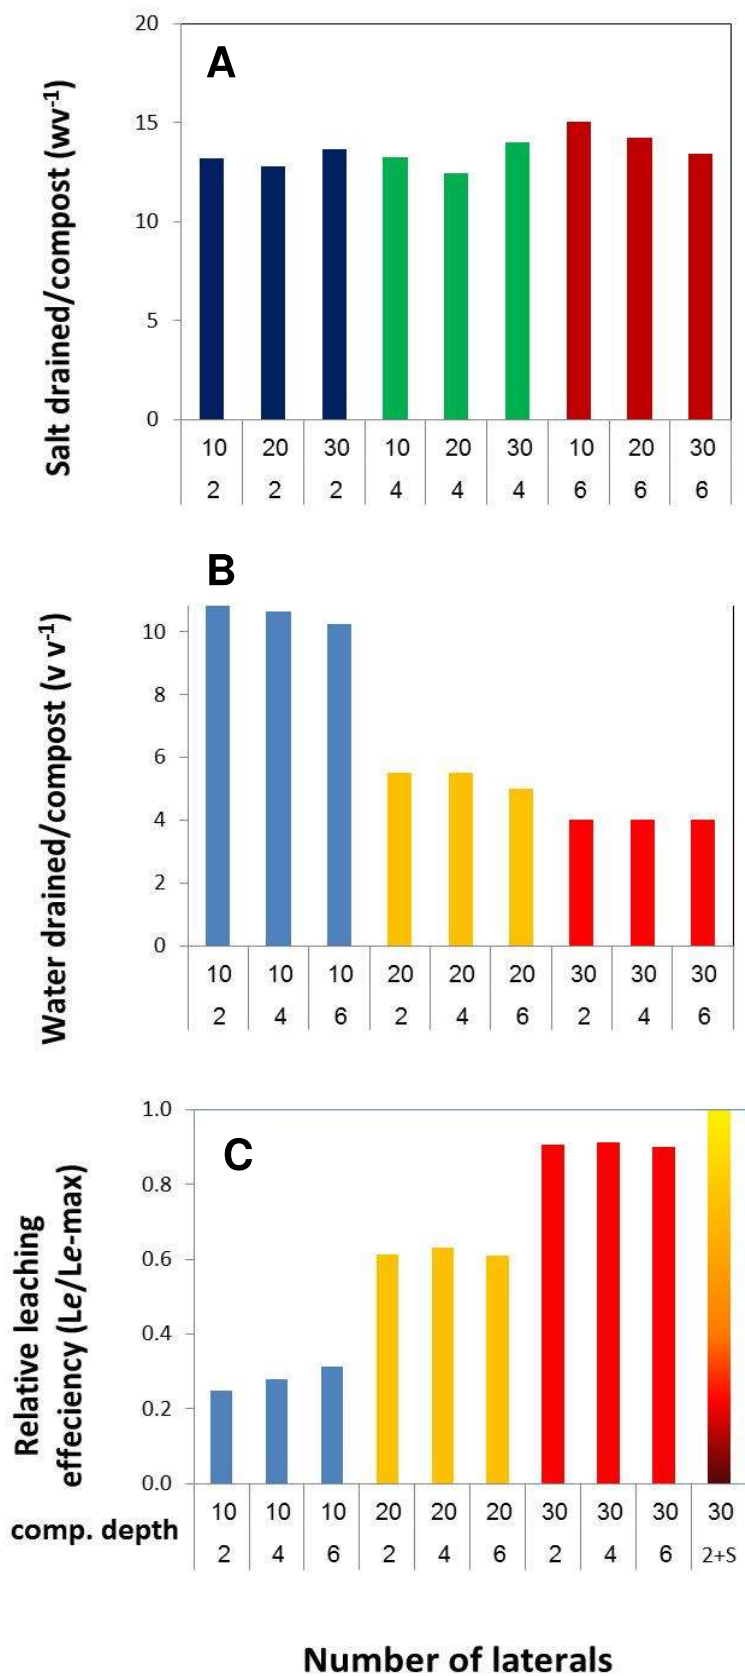 A
Salt drained/compost (wv-1)
20
15
10
5
0
10 20 30 10 20 30 10 20 30
2 2 2 4 4 4 6 6 6
B
Water drained/compost (v v-1)
10
8
6
4
2
0
10 10 10 20 20 20 30 30 30
2 4 6 2 4 6 2 4 6
C
Relative leaching
effeciency (Le/Le-max)
1.0
0.8
0.6
0.4
0.2
0.0
comp. depth
10 10 10 20 20 20 30 30 30 30
2 4 6 2 4 6 2 4 6 2+S
Number of laterals